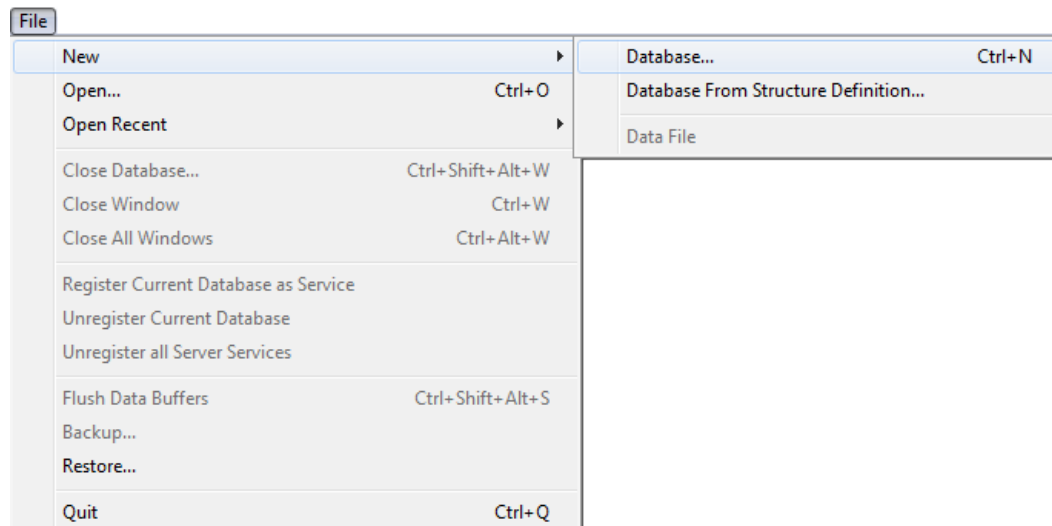 File
New
Database... Ctrl+N
Open... Ctrl+O
Database From Structure Definition...
Open Recent
Data File
Close Database... Ctrl+Shift+Alt+W
Close Window Ctrl+W
Close All Windows Ctrl+Alt+W
Register Current Database as Service
Unregister Current Database
Unregister all Server Services
Flush Data Buffers Ctrl+Shift+Alt+S
Backup...
Restore...
Quit Ctrl+Q